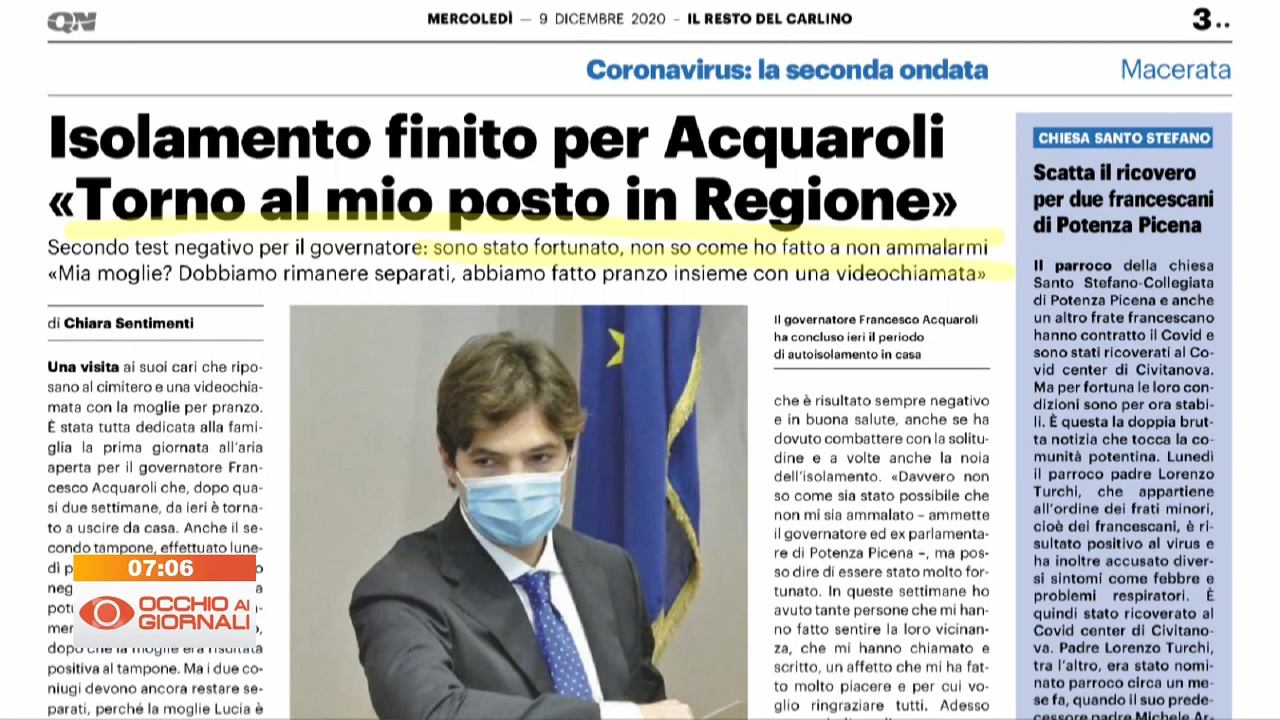 QN
MERCOLEDÌ — 9 DICEMBRE 2020 – IL RESTO DEL CARLINO
3..
Coronavirus: la seconda ondata
Macerata
Isolamento finito per Acquaroli
«Torno al mio posto in Regione»
Secondo test negativo per il governatore: sono stato fortunato, non so come ho fatto a non ammalarmi
«Mia moglie? Dobbiamo rimanere separati, abbiamo fatto pranzo insieme con una videochiamata»
di Chiara Sentimenti
Una visita ai suoi cari che ripo-
sano al cimitero e una videochia-
mata con la moglie per pranzo.
È stata tutta dedicata alla fami-
glia la prima giornata all'aria
aperta per il governatore Fran-
cesco Acquaroli che, dopo qua-
si due settimane, da ieri è torna-
to a uscire da casa. Anche il se-
condo tampone, effettuato lune-
dì
neg
a
mer
dopo che la moglie era risultata
positiva al tampone. Ma i due co-
niugi devono ancora restare se-
parati, perché la moglie Lucia è
07:06
OCCHIO AI
GIORNALI
Il governatore Francesco Acquaroli
ha concluso ieri il periodo
di autoisolamento in casa
che è risultato sempre negativo
e in buona salute, anche se ha
dovuto combattere con la solitu-
dine e a volte anche la noia
dell'isolamento. «Davvero non
so come sia stato possibile che
non mi sia ammalato – ammette
il governatore ed ex parlamenta-
re di Potenza Picena –, ma pos-
so dire di essere stato molto for-
tunato. In queste settimane ho
avuto tante persone che mi han-
no fatto sentire la loro vicinan-
za, che mi hanno chiamato e
scritto, un affetto che mi ha fat-
to molto piacere e per cui vo-
glio ringraziare tutti. Adesso
CHIESA SANTO STEFANO
Scatta il ricovero
per due francescani
di Potenza Picena
Il parroco della chiesa
Santo Stefano-Collegiata
di Potenza Picena e anche
un altro frate francescano
hanno contratto il Covid e
sono stati ricoverati al Co-
vid center di Civitanova.
Ma per fortuna le loro con-
dizioni sono per ora stabi-
li. È questa la doppia brut-
ta notizia che tocca la co-
munità potentina. Lunedì
il parroco padre Lorenzo
Turchi, che appartiene
all'ordine dei frati minori,
cioè dei francescani, è ri-
sultato positivo al virus e
ha inoltre accusato diver-
si sintomi come febbre e
problemi respiratori. È
quindi stato ricoverato al
Covid center di Civitano-
va. Padre Lorenzo Turchi,
tra l'altro, era stato nomi-
nato parroco circa un me-
se fa, quando il suo prede-
cessore padre Michele Ar-